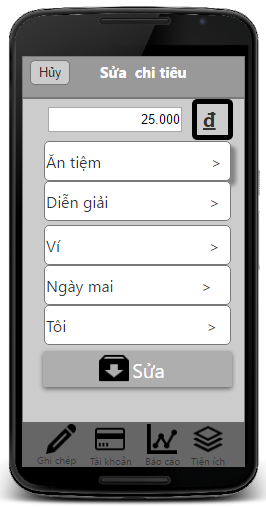 Hủy Sửa chi tiêu
25.000 đ
Ăn tiệm >
Diễn giải >
Ví >
Ngày mai >
Tôi >
Sửa
Ghi chép Tài khoản Báo cáo Tiện ích